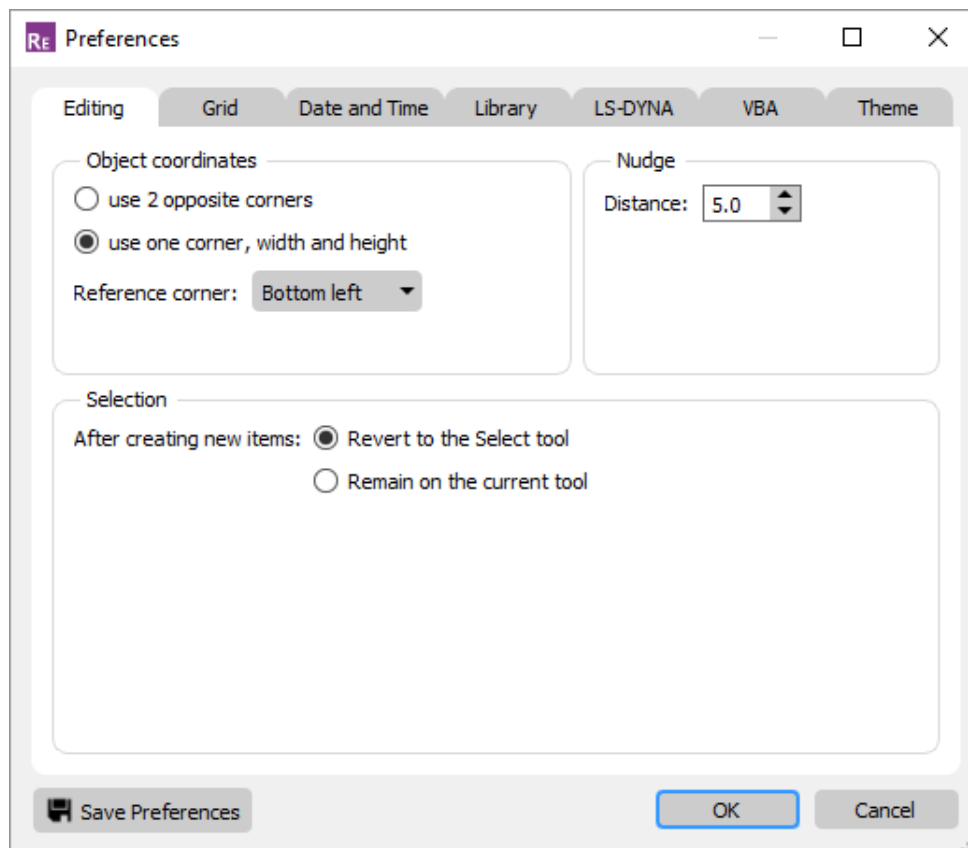 RE Preferences
Editing Grid Date and Time Library LS-DYNA VBA Theme
Object coordinates
use 2 opposite corners
use one corner, width and height
Reference corner: Bottom left
Nudge
Distance: 5.0
Selection
After creating new items: Revert to the Select tool
Remain on the current tool
Save Preferences OK Cancel